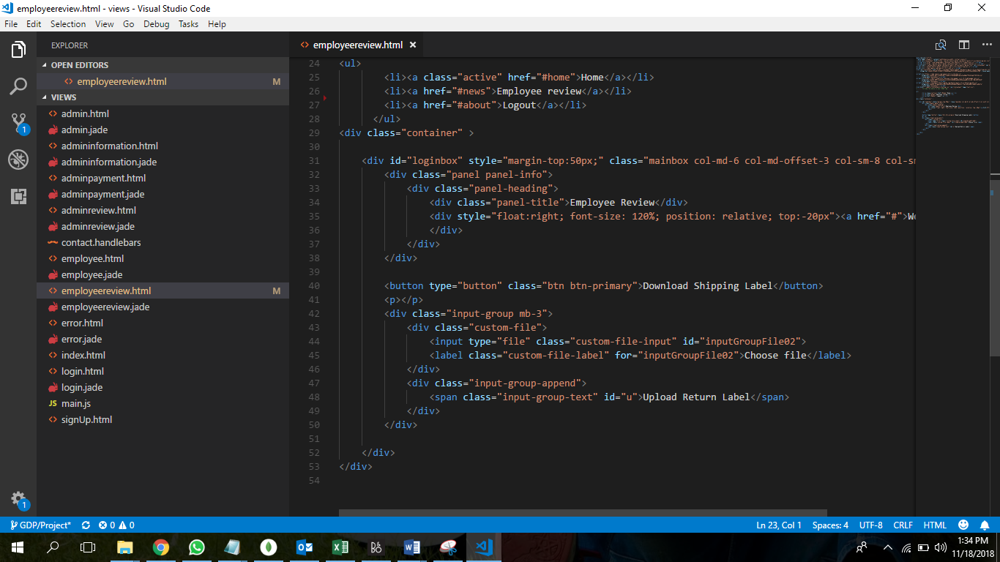 employeereview.html - views - Visual Studio Code
File Edit Selection View Go Debug Tasks Help
EXPLORER
OPEN EDITORS
employeereview.html M
VIEWS
admin.html
admin.jade
admininformation.html
admininformation.jade
adminpayment.html
adminpayment.jade
adminreview.html
adminreview.jade
contact.handlebars
employee.html
employee.jade
employeereview.html M
employeereview.jade
error.html
error.jade
index.html
login.html
login.jade
JS main.js
signUp.html
1
1
employeereview.html
24 <ul>
25 <li><a class="active" href="#home">Home</a></li>
26 <li><a href="#news">Employee review</a></li>
27 <li><a href="#about">Logout</a></li>
28 </ul>
29 <div class="container" >
30
31 <div id="loginbox" style="margin-top:50px;" class="mainbox col-md-6 col-md-offset-3 col-sm-8 col-sm
32 <div class="panel panel-info">
33 <div class="panel-heading">
34 <div class="panel-title">Employee Review</div>
35 <div style="float:right; font-size: 120%; position: relative; top:-20px"><a href="#">We
36 </div>
37 </div>
38 </div>
39
40 <button type="button" class="btn btn-primary">Download Shipping Label</button>
41 <p></p>
42 <div class="input-group mb-3">
43 <div class="custom-file">
44 <input type="file" class="custom-file-input" id="inputGroupFile02">
45 <label class="custom-file-label" for="inputGroupFile02">Choose file</label>
46 </div>
47 <div class="input-group-append">
48 <span class="input-group-text" id="u">Upload Return Label</span>
49 </div>
50 </div>
51
52 </div>
53 </div>
54
GDP/Project* 0 0 Ln 23, Col 1 Spaces: 4 UTF-8 CRLF HTML
1:34 PM
11/18/2018